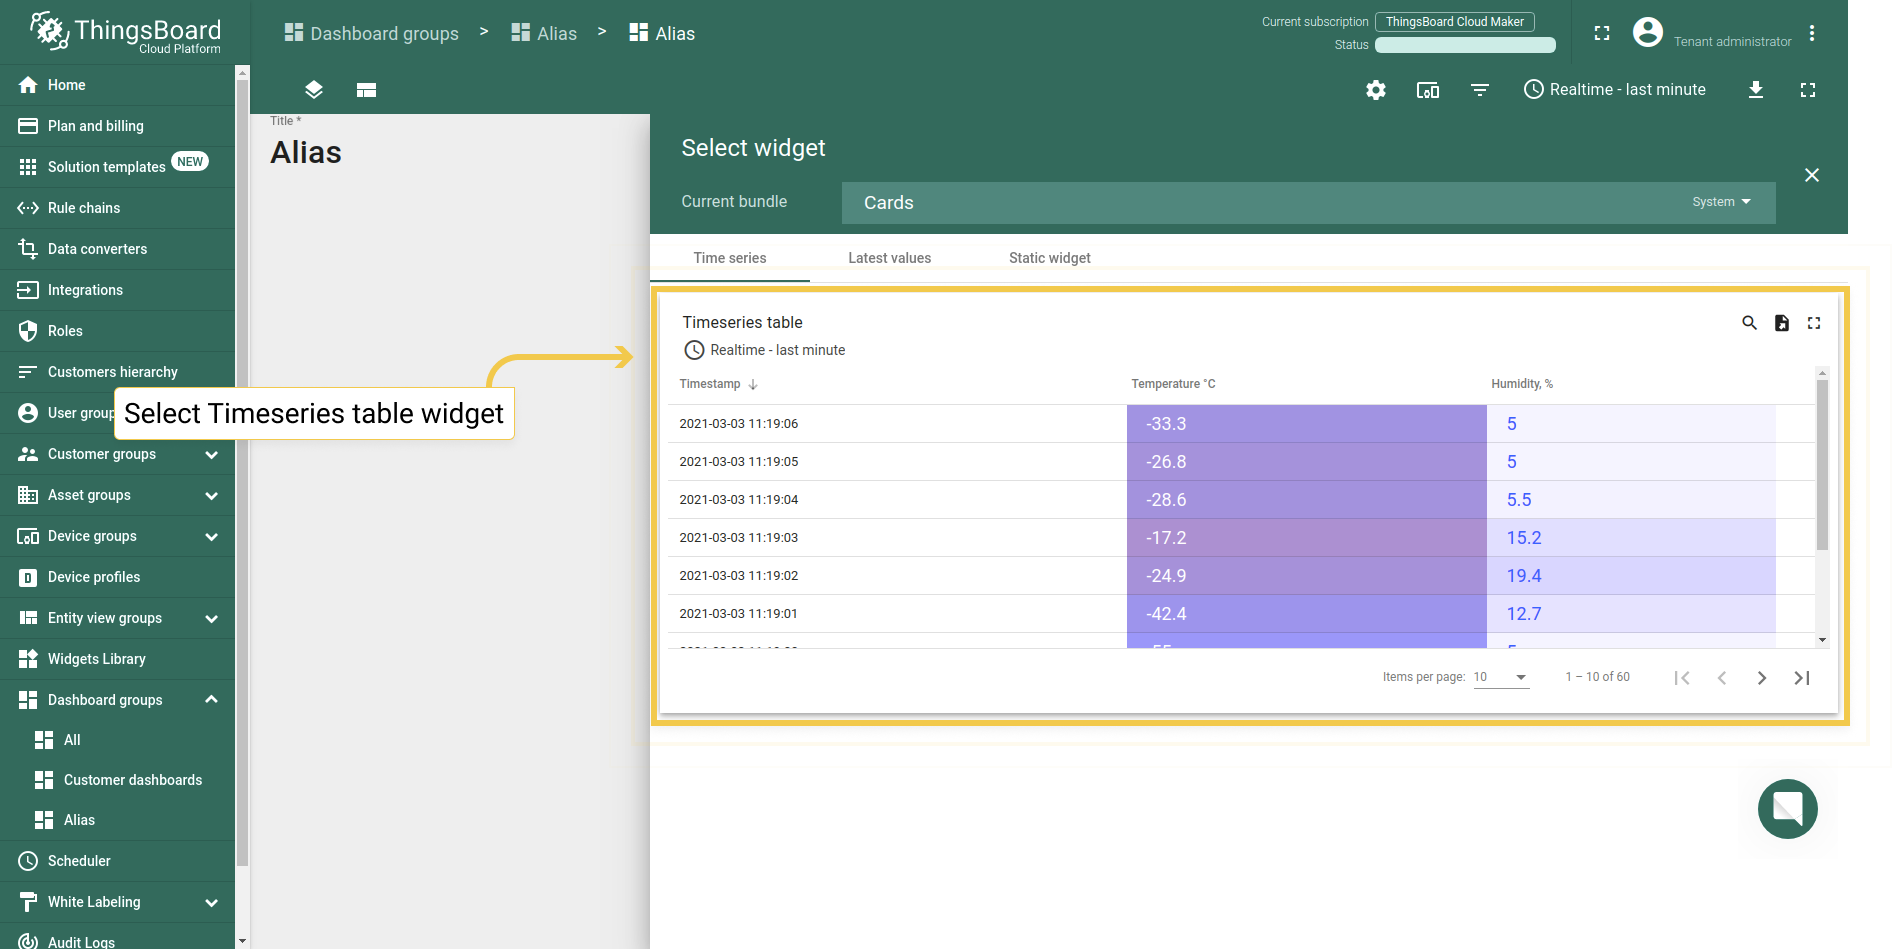 ThingsBoard
Cloud Platform
Dashboard groups > Alias > Alias
Current subscription ThingsBoard Cloud Maker
Status
Tenant administrator
Realtime - last minute
Home
Plan and billing
Solution templates NEW
Rule chains
Data converters
Integrations
Roles
Customers hierarchy
User group
Customer groups
Asset groups
Device groups
Device profiles
Entity view groups
Widgets Library
Dashboard groups
All
Customer dashboards
Alias
Scheduler
White Labeling
Audit Logs
Title *
Alias
Select Timeseries table widget
Select widget
Current bundle Cards System
Time series Latest values Static widget
Timeseries table
Realtime - last minute
Timestamp Temperature °C Humidity, %
2021-03-03 11:19:06 -33.3 5
2021-03-03 11:19:05 -26.8 5
2021-03-03 11:19:04 -28.6 5.5
2021-03-03 11:19:03 -17.2 15.2
2021-03-03 11:19:02 -24.9 19.4
2021-03-03 11:19:01 -42.4 12.7
Items per page: 10 1 – 10 of 60